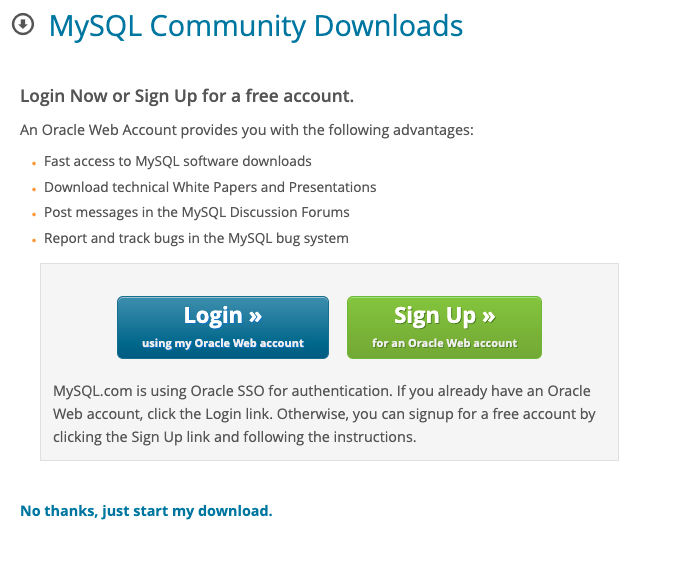 MySQL Community Downloads
Login Now or Sign Up for a free account.
An Oracle Web Account provides you with the following advantages:
Fast access to MySQL software downloads
Download technical White Papers and Presentations
Post messages in the MySQL Discussion Forums
Report and track bugs in the MySQL bug system
Login »
using my Oracle Web account
Sign Up »
for an Oracle Web account
MySQL.com is using Oracle SSO for authentication. If you already have an Oracle
Web account, click the Login link. Otherwise, you can signup for a free account by
clicking the Sign Up link and following the instructions.
No thanks, just start my download.